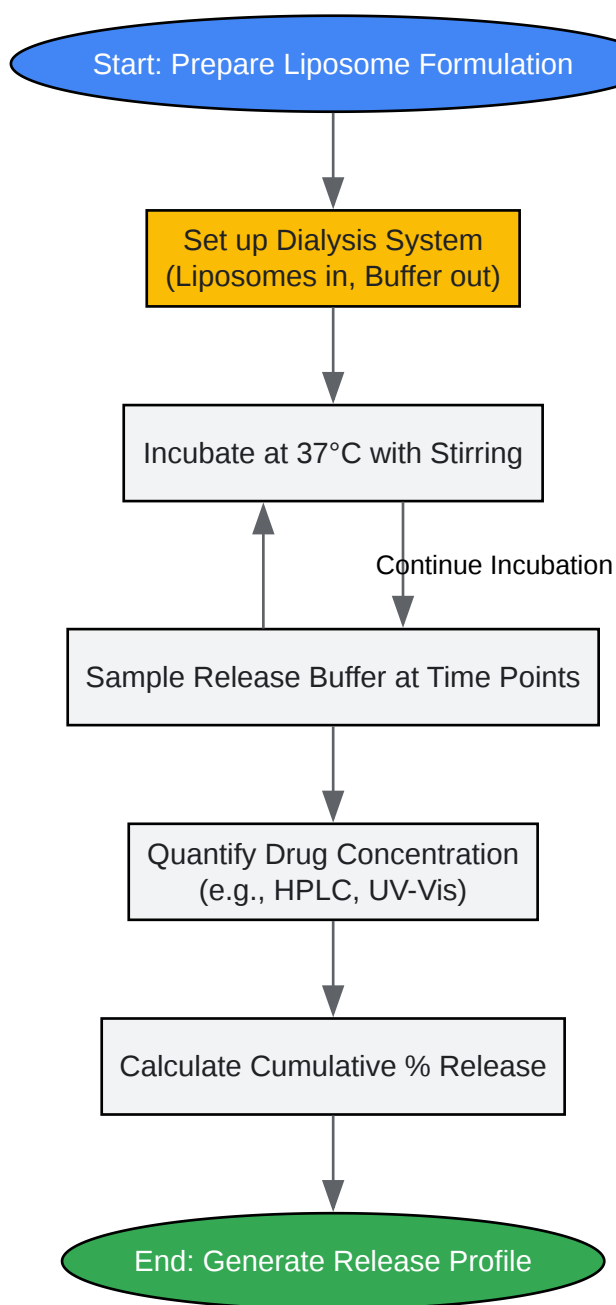 Start: Prepare Liposome Formulation
Set up Dialysis System
(Liposomes in, Buffer out)
Incubate at 37°C with Stirring
Continue Incubation
Sample Release Buffer at Time Points
Quantify Drug Concentration
(e.g., HPLC, UV-Vis)
Calculate Cumulative % Release
End: Generate Release Profile